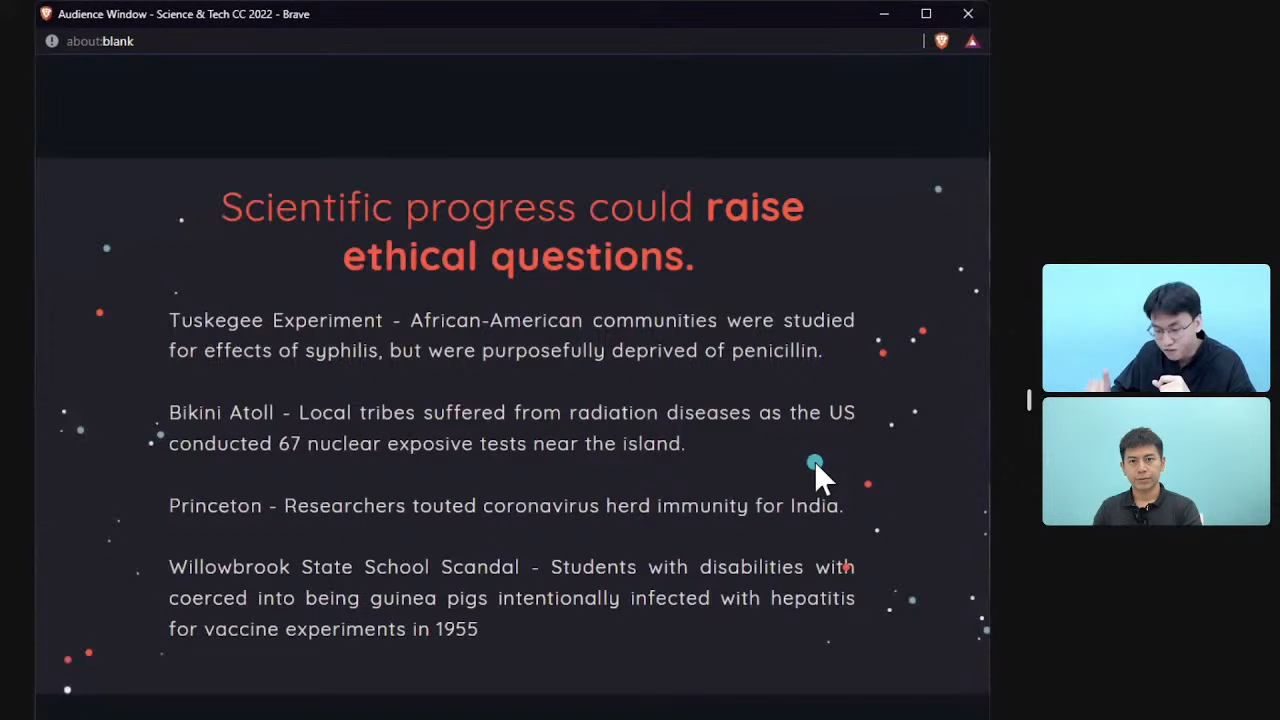 Audience Window - Science & Tech CC 2022 - Brave
about:blank
Scientific progress could raise
ethical questions.
Tuskegee Experiment - African-American communities were studied
for effects of syphilis, but were purposefully deprived of penicillin.
Bikini Atoll - Local tribes suffered from radiation diseases as the US
conducted 67 nuclear exposive tests near the island.
Princeton - Researchers touted coronavirus herd immunity for India.
Willowbrook State School Scandal - Students with disabilities with
coerced into being guinea pigs intentionally infected with hepatitis
for vaccine experiments in 1955